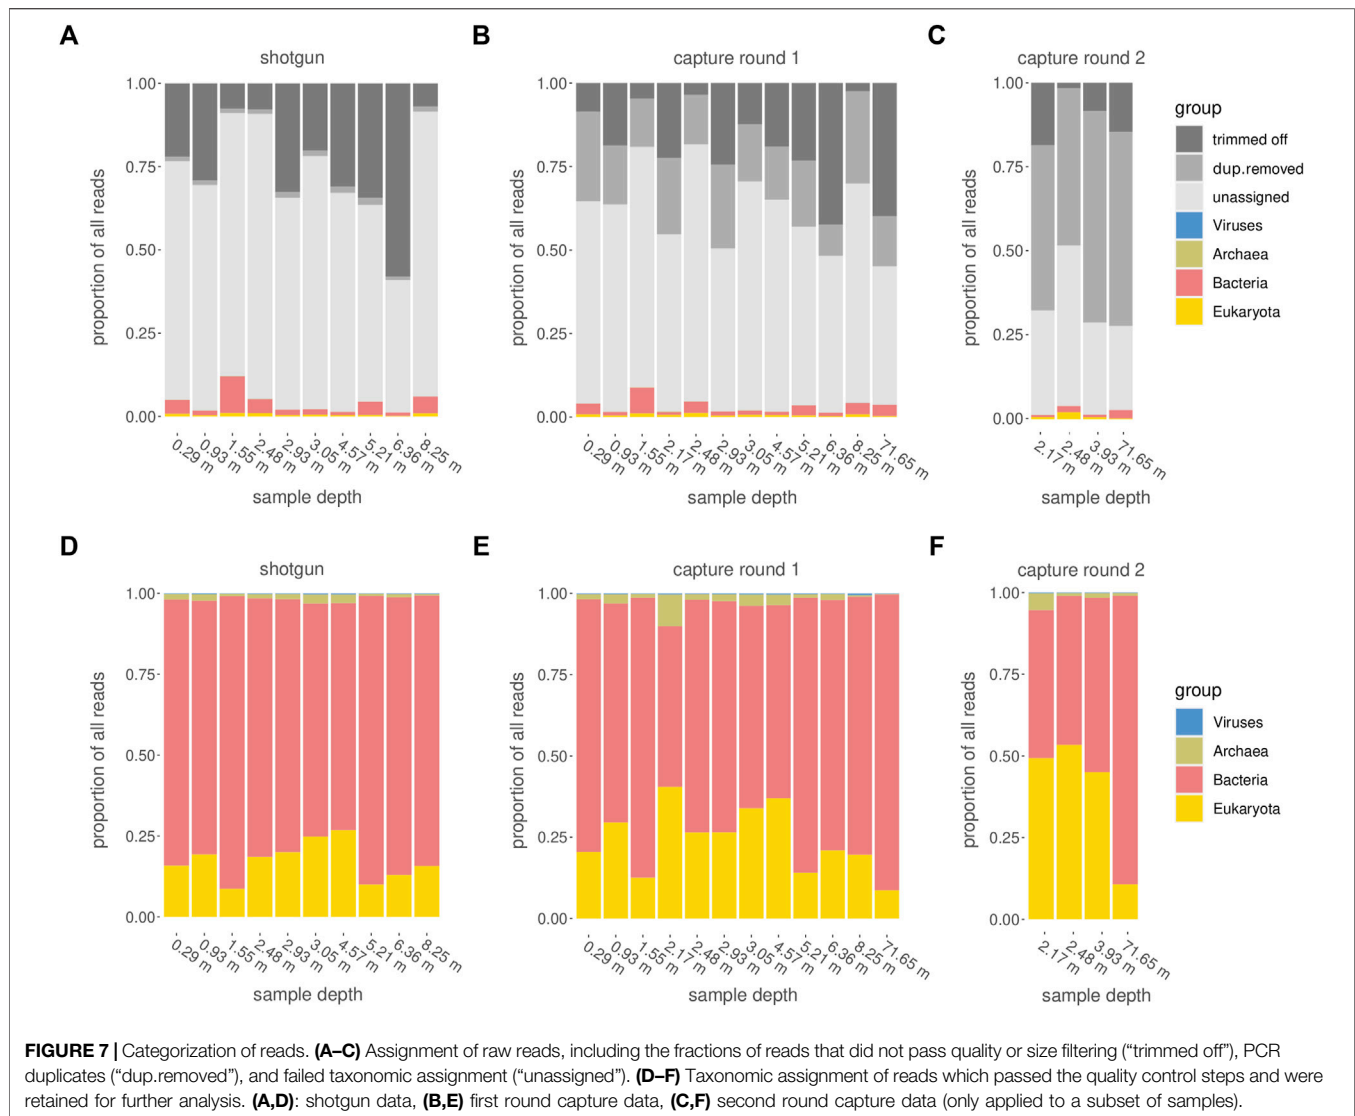 A
shotgun
proportion of all reads
1.00
0.75
0.50
0.25
0.00
0.29 m
0.93 m
1.55 m
2.48 m
2.93 m
3.05 m
4.57 m
5.21 m
6.36 m
8.25 m
sample depth
B
capture round 1
proportion of all reads
1.00
0.75
0.50
0.25
0.00
0.29 m
0.93 m
1.55 m
2.17 m
2.48 m
2.93 m
3.05 m
4.57 m
5.21 m
6.36 m
8.25 m
71.65 m
sample depth
C
capture round 2
proportion of all reads
1.00
0.75
0.50
0.25
0.00
2.17 m
2.48 m
3.93 m
71.65 m
sample depth
group
trimmed off
dup.removed
unassigned
Viruses
Archaea
Bacteria
Eukaryota
D
shotgun
proportion of all reads
1.00
0.75
0.50
0.25
0.00
0.29 m
0.93 m
1.55 m
2.48 m
2.93 m
3.05 m
4.57 m
5.21 m
6.36 m
8.25 m
sample depth
E
capture round 1
proportion of all reads
1.00
0.75
0.50
0.25
0.00
0.29 m
0.93 m
1.55 m
2.17 m
2.48 m
2.93 m
3.05 m
4.57 m
5.21 m
6.36 m
8.25 m
71.65 m
sample depth
F
capture round 2
proportion of all reads
1.00
0.75
0.50
0.25
0.00
2.17 m
2.48 m
3.93 m
71.65 m
sample depth
group
Viruses
Archaea
Bacteria
Eukaryota
FIGURE 7 | Categorization of reads. (A–C) Assignment of raw reads, including the fractions of reads that did not pass quality or size filtering (“trimmed off”), PCR
duplicates (“dup.removed”), and failed taxonomic assignment (“unassigned”). (D–F) Taxonomic assignment of reads which passed the quality control steps and were
retained for further analysis. (A,D): shotgun data, (B,E) first round capture data, (C,F) second round capture data (only applied to a subset of samples).